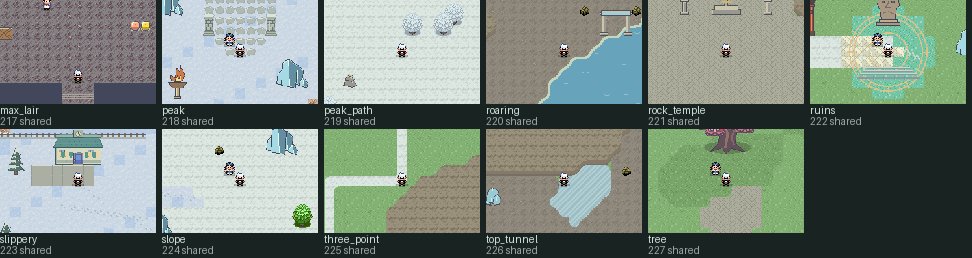 max_lair
217 shared
peak
218 shared
peak_path
219 shared
roaring
220 shared
rock_temple
221 shared
ruins
222 shared
slippery
223 shared
slope
224 shared
three_point
225 shared
top_tunnel
226 shared
tree
227 shared